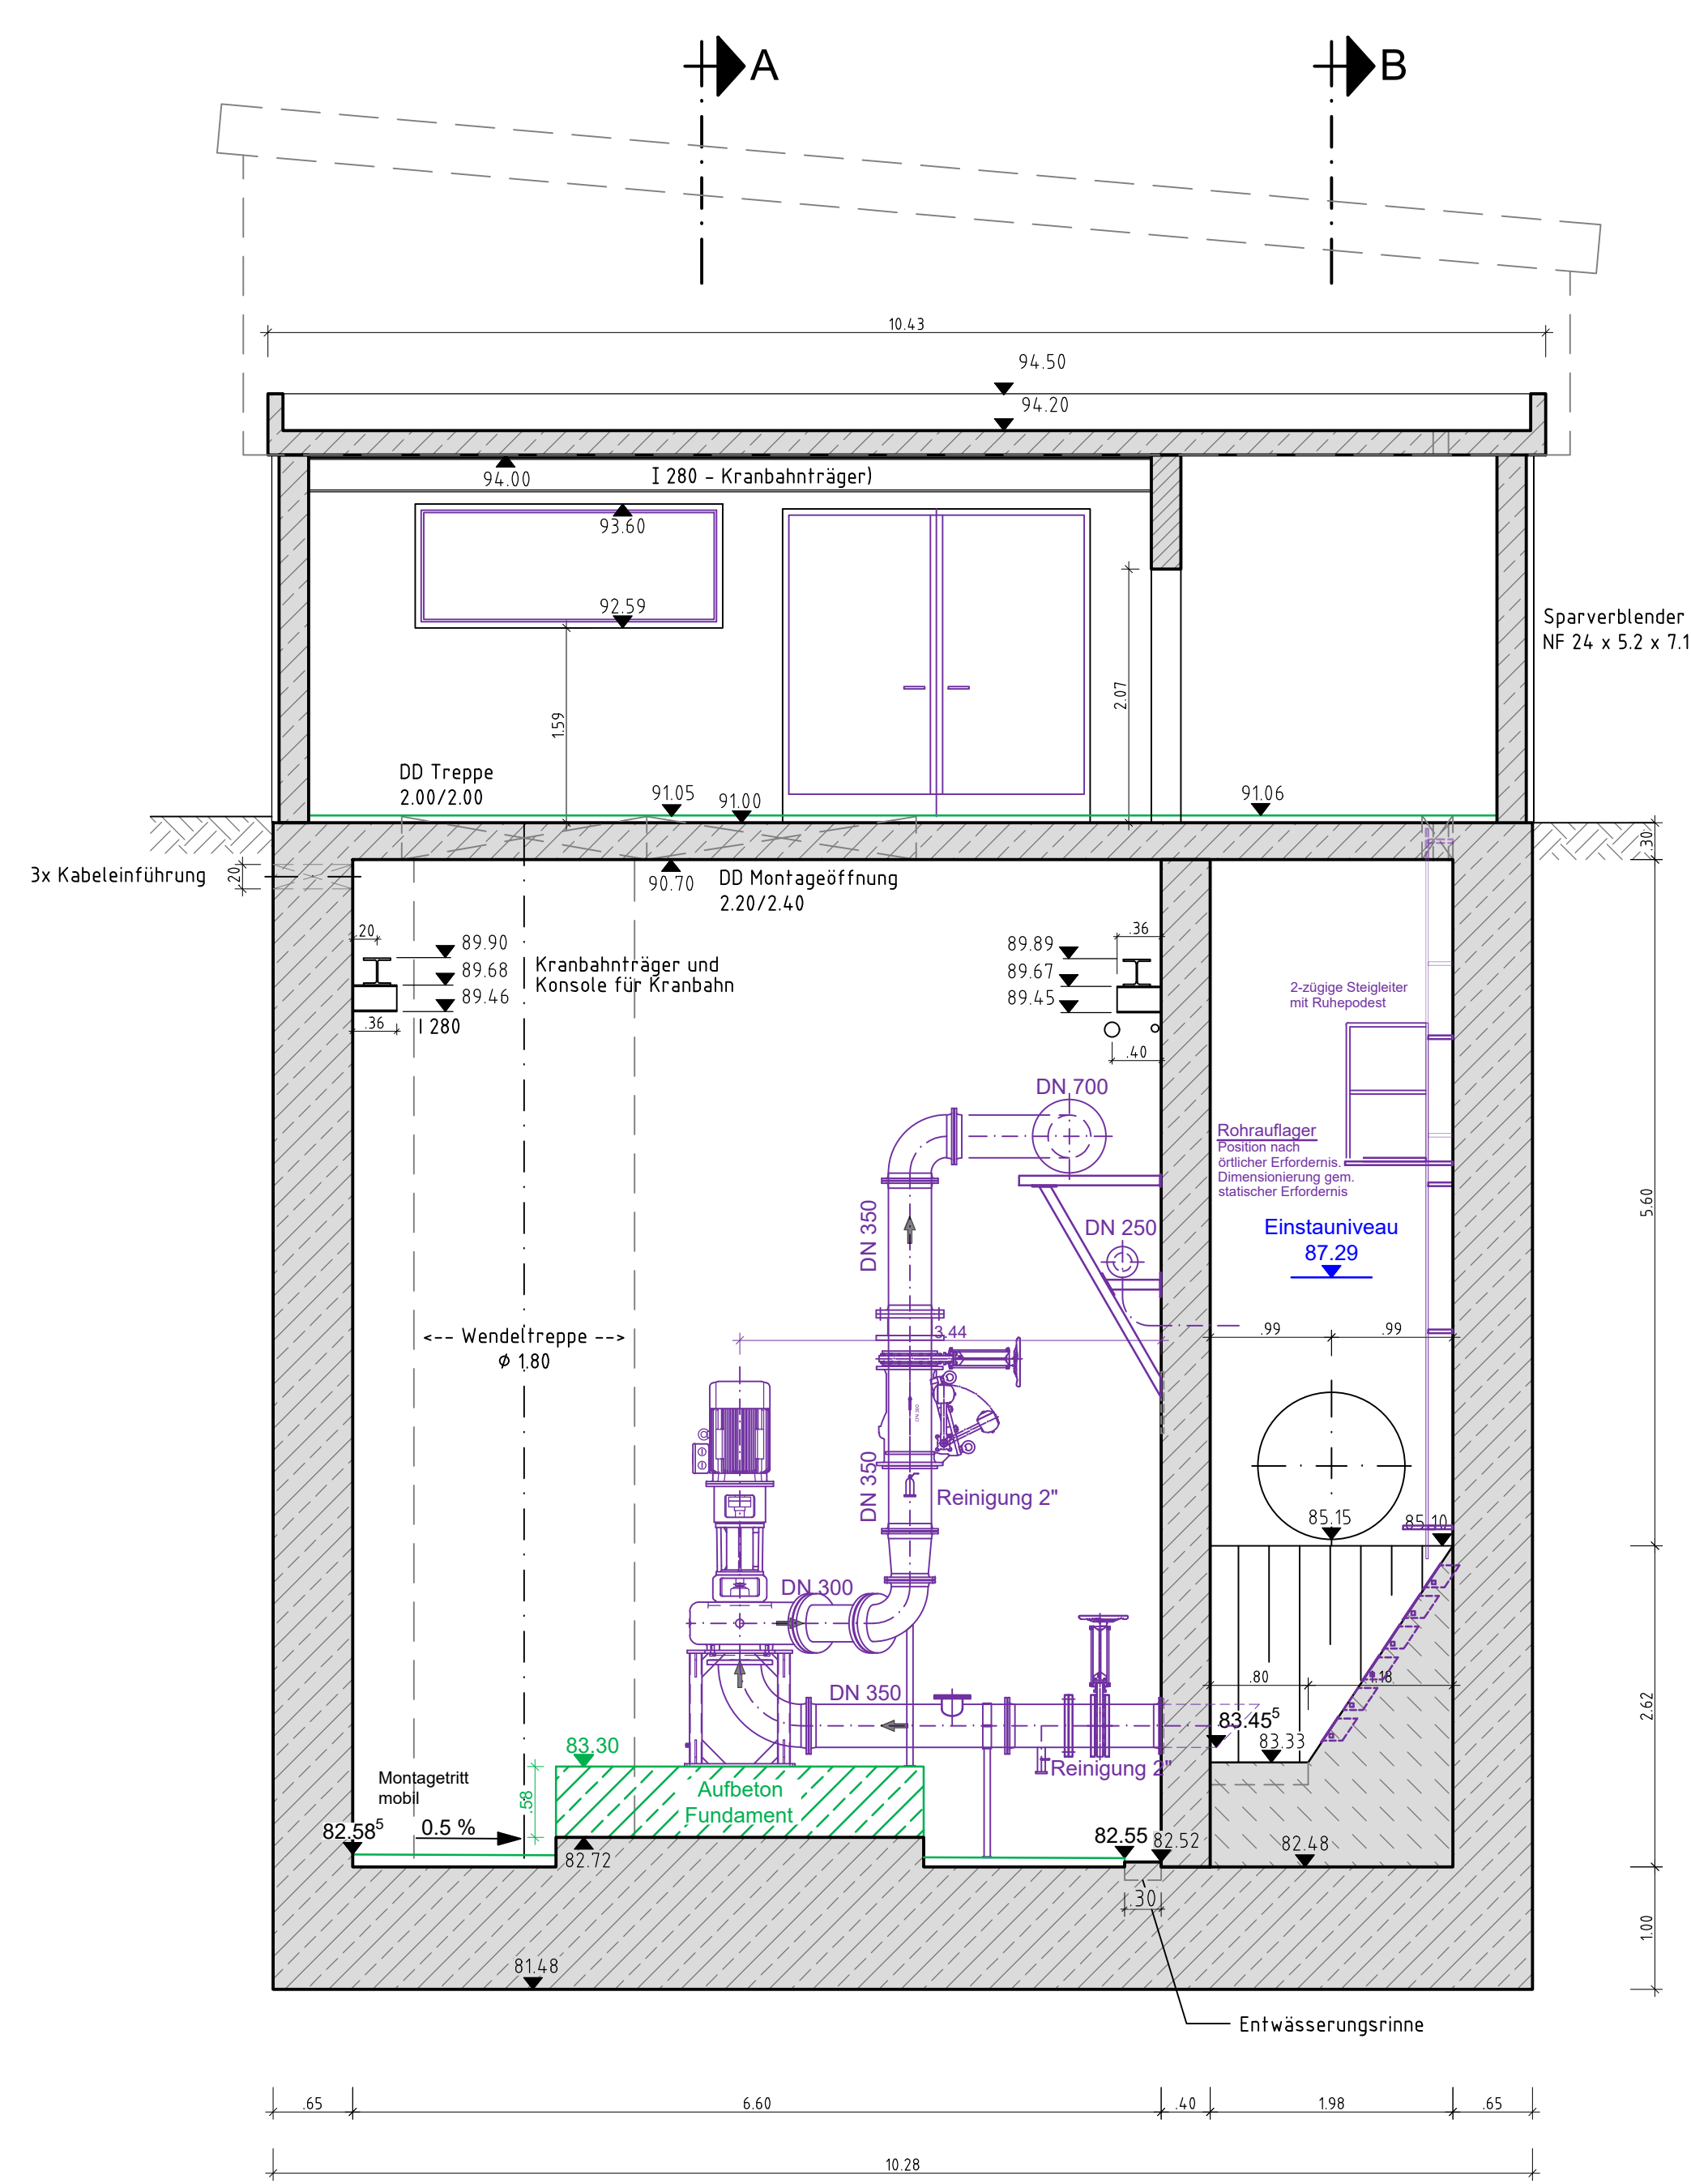 A
B
10.43
94.50
94.20
94.00
I 280 - Kranbahnträger)
93.60
92.59
Sparverblender
NF 24 x 5.2 x 7.1
1.59
2.07
DD Treppe
2.00/2.00
91.05
91.00
91.06
.30
3x Kabeleinführung
.20
90.70
DD Montageöffnung
2.20/2.40
.20
89.90
89.68
89.46
Kranbahnträger und
Konsole für Kranbahn
.36
I 280
.36
89.89
89.67
89.45
.40
2-zügige Steigleiter
mit Ruhepodest
DN 700
Rohrauflager
Position nach
örtlicher Erfordernis.
Dimensionierung gem.
statischer Erfordernis
5.60
DN 350
DN 250
Einstauniveau
87.29
<-- Wendeltreppe -->
Ø 1.80
3.44
.99
.99
DN 300
DN 350
Reinigung 2"
85.15
85.10
DN 300
DN 350
.80
1.18
2.62
83.45⁵
83.33
83.30
Reinigung 2"
Montagetritt
mobil
.58
Aufbeton
Fundament
82.58⁵
0.5 %
82.72
82.55
82.52
82.48
.30
1.00
81.48
Entwässerungsrinne
.65
6.60
.40
1.98
.65
10.28